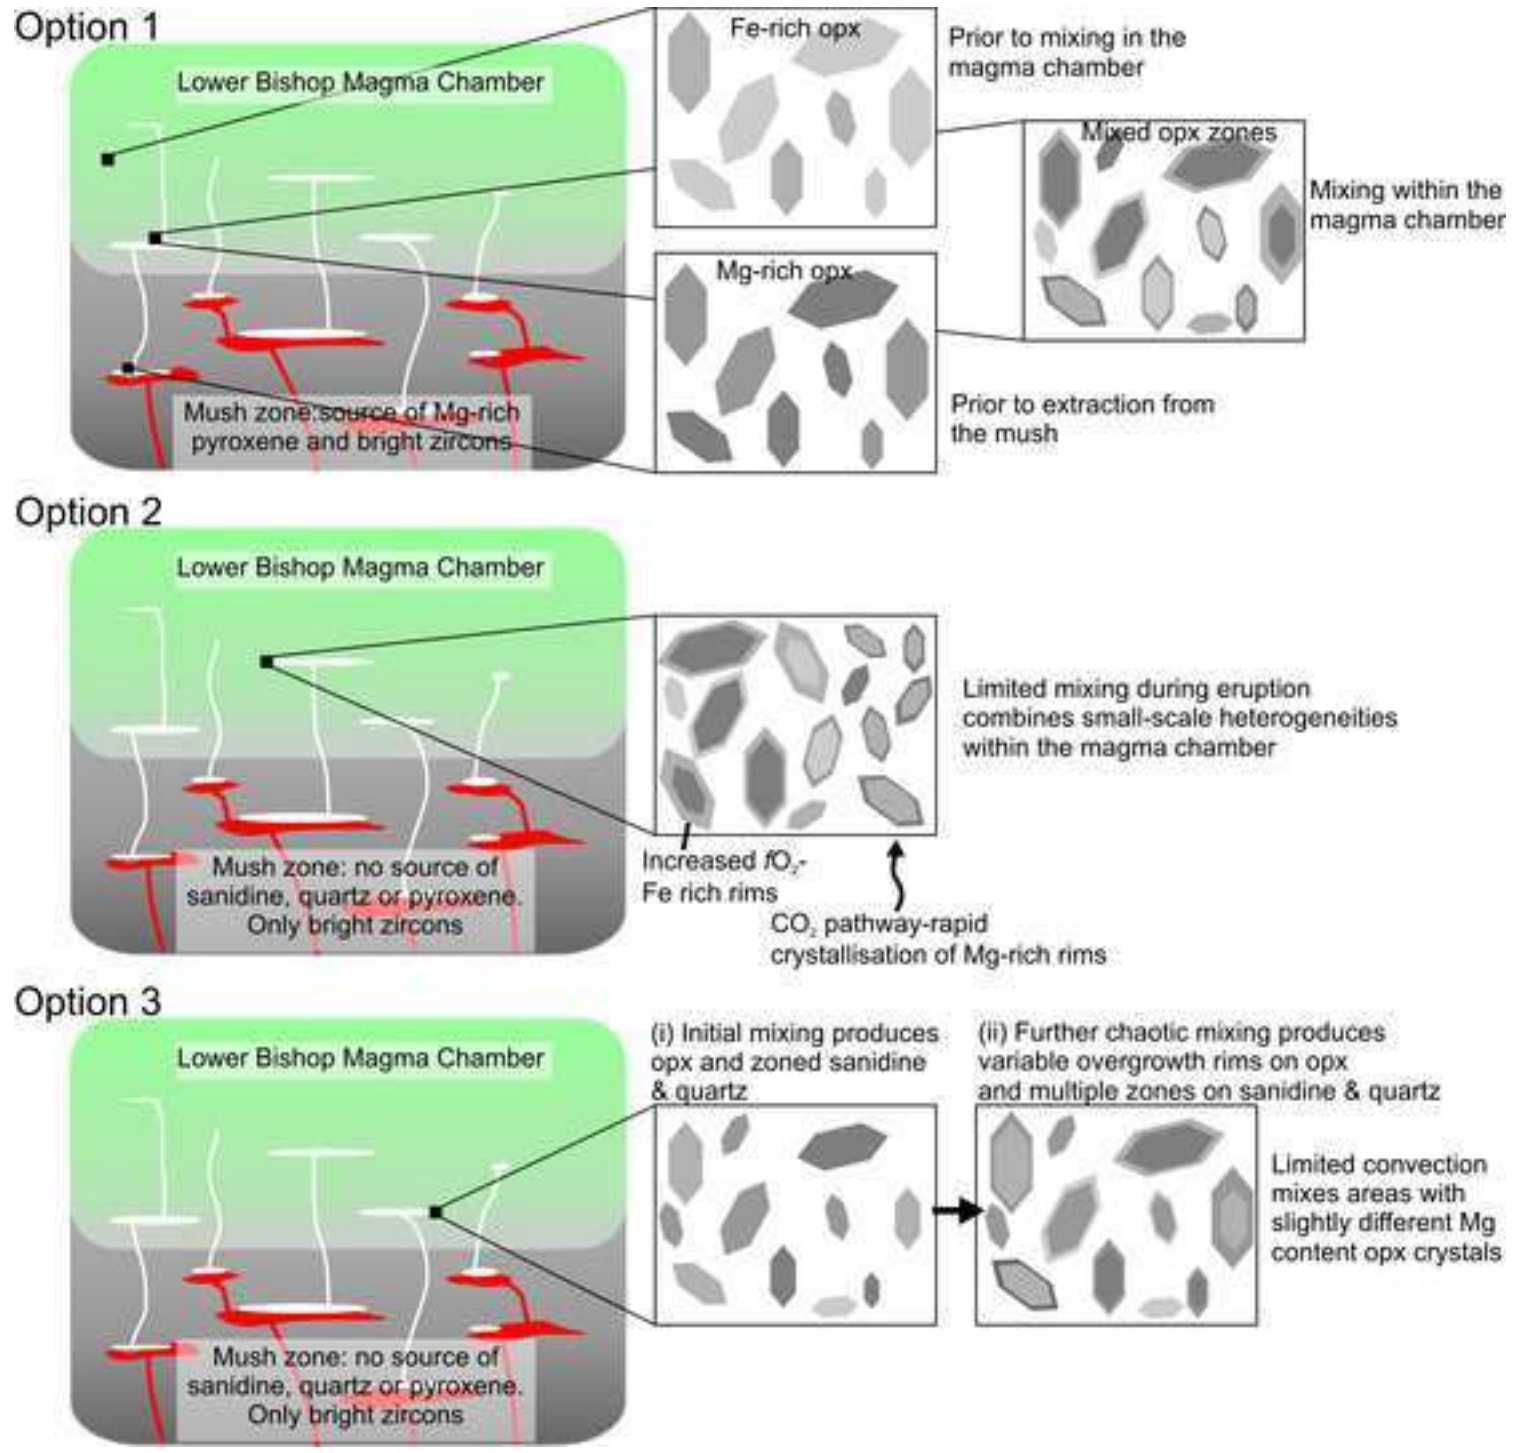 Option 1
Lower Bishop Magma Chamber
Fe-rich opx
Prior to mixing in the
magma chamber
Mixed opx zones
Mixing within the
magma chamber
Mg-rich opx
Mush zone:source of Mg-rich
pyroxene and bright zircons
Prior to extraction from
the mush
Option 2
Lower Bishop Magma Chamber
Limited mixing during eruption
combines small-scale heterogeneities
within the magma chamber
Mush zone: no source of
sanidine, quartz or pyroxene.
Only bright zircons
Increased fO₂-
Fe rich rims
CO₂ pathway-rapid
crystallisation of Mg-rich rims
Option 3
Lower Bishop Magma Chamber
(i) Initial mixing produces
opx and zoned sanidine
& quartz
(ii) Further chaotic mixing produces
variable overgrowth rims on opx
and multiple zones on sanidine & quartz
Limited convection
mixes areas with
slightly different Mg
content opx crystals
Mush zone: no source of
sanidine, quartz or pyroxene.
Only bright zircons